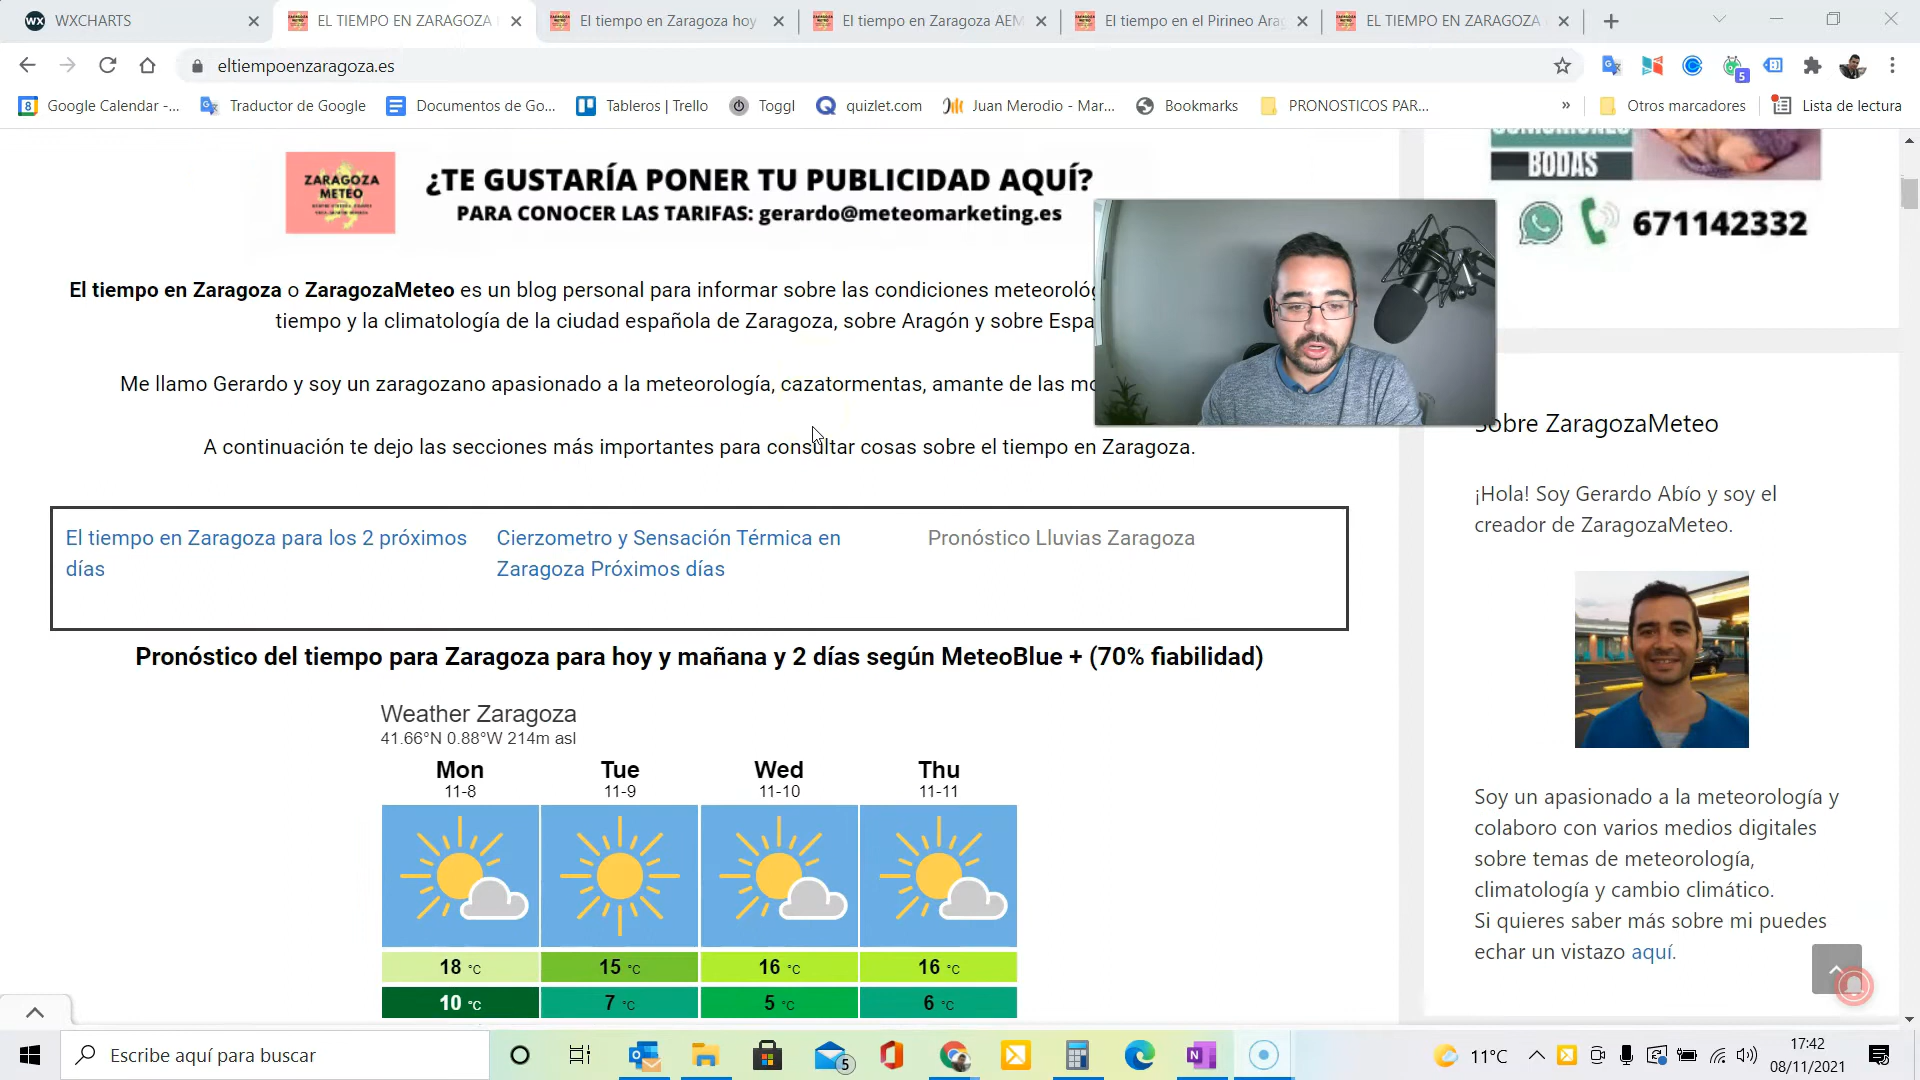 WXCHARTS
EL TIEMPO EN ZARAGOZA
El tiempo en Zaragoza hoy
El tiempo en Zaragoza AEM
El tiempo en el Pirineo Arag
EL TIEMPO EN ZARAGOZA
eltiempoenzaragoza.es
5
8 Google Calendar -...
Traductor de Google
Documentos de Go...
Tableros | Trello
Toggl
quizlet.com
Juan Merodio - Mar...
Bookmarks
PRONOSTICOS PAR...
»
Otros marcadores
Lista de lectura
ZARAGOZA
METEO
¿TE GUSTARÍA PONER TU PUBLICIDAD AQUÍ?
PARA CONOCER LAS TARIFAS: gerardo@meteomarketing.es
El tiempo en Zaragoza o ZaragozaMeteo es un blog personal para informar sobre las condiciones meteoroló
tiempo y la climatología de la ciudad española de Zaragoza, sobre Aragón y sobre Espa
Me llamo Gerardo y soy un zaragozano apasionado a la meteorología, cazatormentas, amante de las mo
A continuación te dejo las secciones más importantes para consultar cosas sobre el tiempo en Zaragoza.
El tiempo en Zaragoza para los 2 próximos
días
Cierzometro y Sensación Térmica en
Zaragoza Próximos días
Pronóstico Lluvias Zaragoza
Pronóstico del tiempo para Zaragoza para hoy y mañana y 2 días según MeteoBlue + (70% fiabilidad)
Weather Zaragoza
41.66°N 0.88°W 214m asl
Mon Tue Wed Thu
11-8 11-9 11-10 11-11
18 °C 15 °C 16 °C 16 °C
10 °C 7 °C 5 °C 6 °C
COMUNIONES
BODAS
671142332
Sobre ZaragozaMeteo
¡Hola! Soy Gerardo Abío y soy el
creador de ZaragozaMeteo.
Soy un apasionado a la meteorología y
colaboro con varios medios digitales
sobre temas de meteorología,
climatología y cambio climático.
Si quieres saber más sobre mi puedes
echar un vistazo aquí.
Escribe aquí para buscar
5
11°C
17:42
08/11/2021